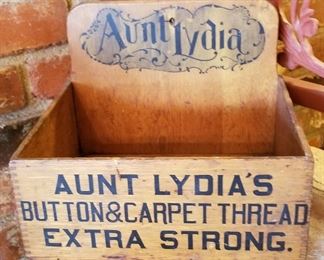 Aunt Lydia
AUNT LYDIA'S
BUTTON&CARPET THREAD
EXTRA STRONG.